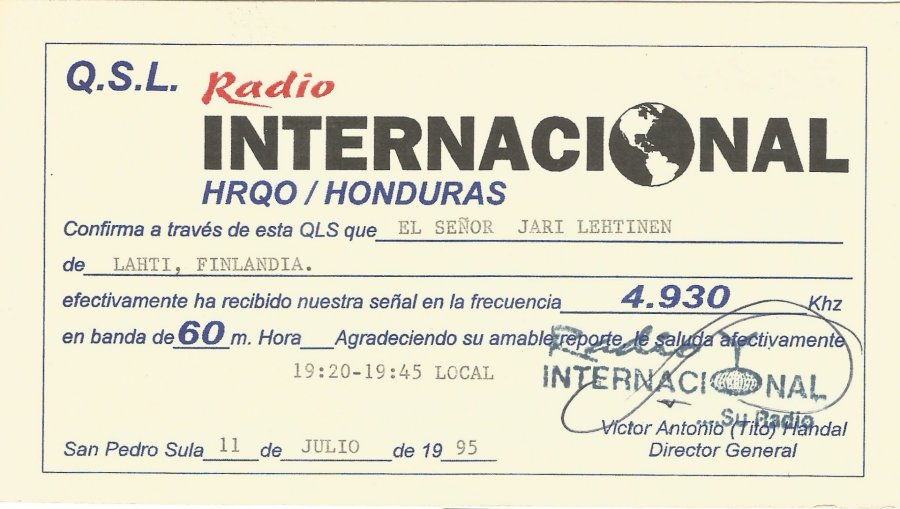 Q.S.L. Radio
INTERNACIONAL
HRQO / HONDURAS
Confirma a través de esta QLS que EL SEÑOR JARI LEHTINEN
de LAHTI, FINLANDIA.
efectivamente ha recibido nuestra señal en la frecuencia 4.930 Khz
en banda de 60 m. Hora Agradeciendo su amable reporte, le saluda afectivamente
19:20-19:45 LOCAL
Radio
INTERNACIONAL
...Su Radio
Victor Antonio (Tito) Handal
San Pedro Sula 11 de JULIO de 19 95
Director General